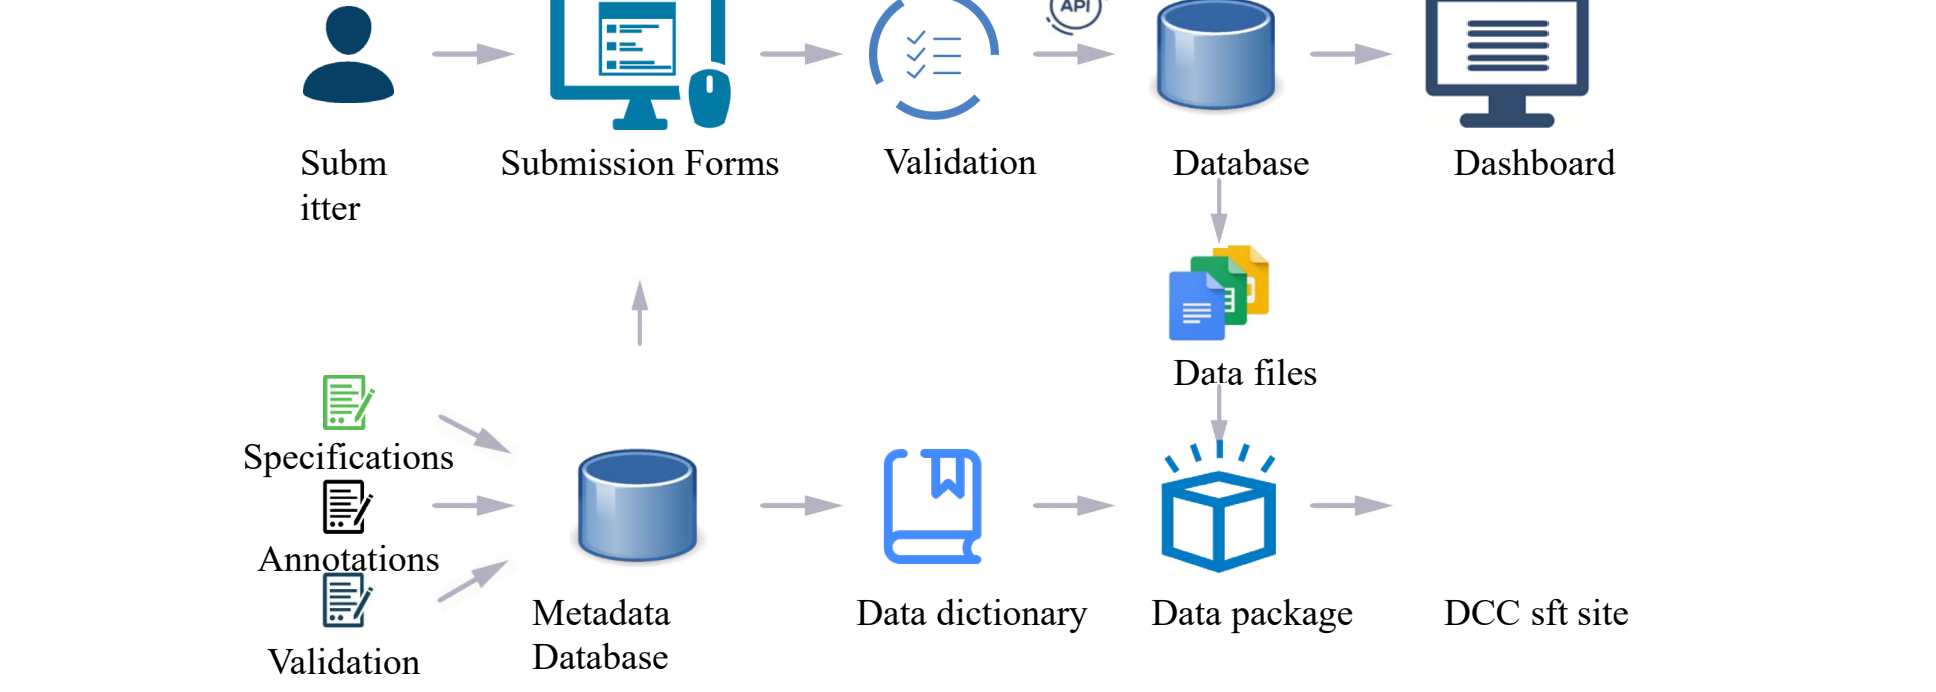 API
Subm
itter
Submission Forms
Validation
Database
Dashboard
Data files
Specifications
Annotations
Validation
Metadata
Database
Data dictionary
Data package
DCC sft site